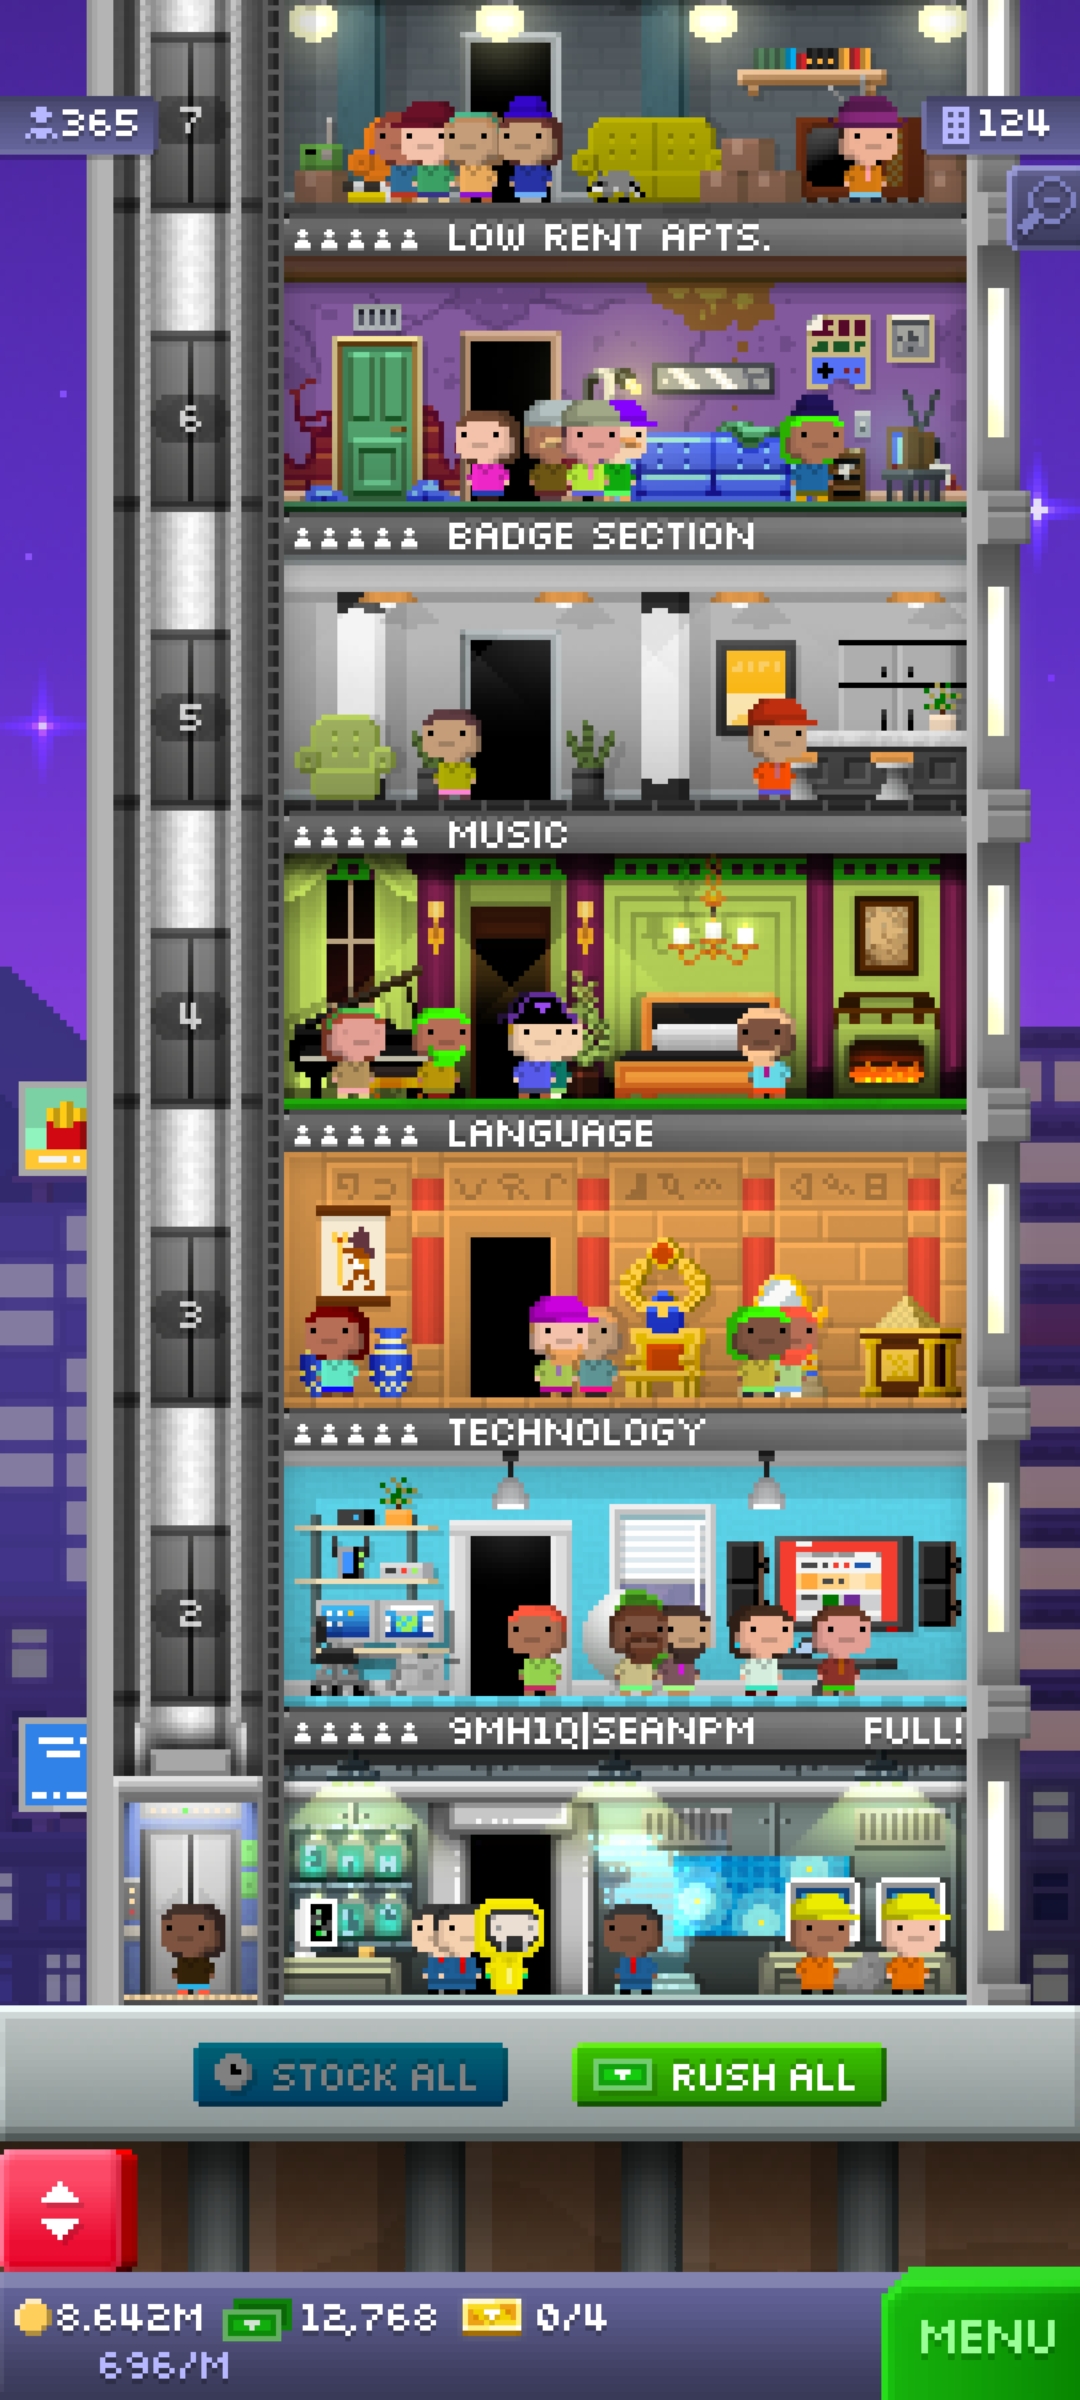 365
7
124
LOW RENT APTS.
6
BADGE SECTION
5
MUSIC
4
LANGUAGE
3
TECHNOLOGY
2
9MH1Q|SEANPM FULL!
STOCK ALL
RUSH ALL
8.642M 12,768 0/4
696/M
MENU